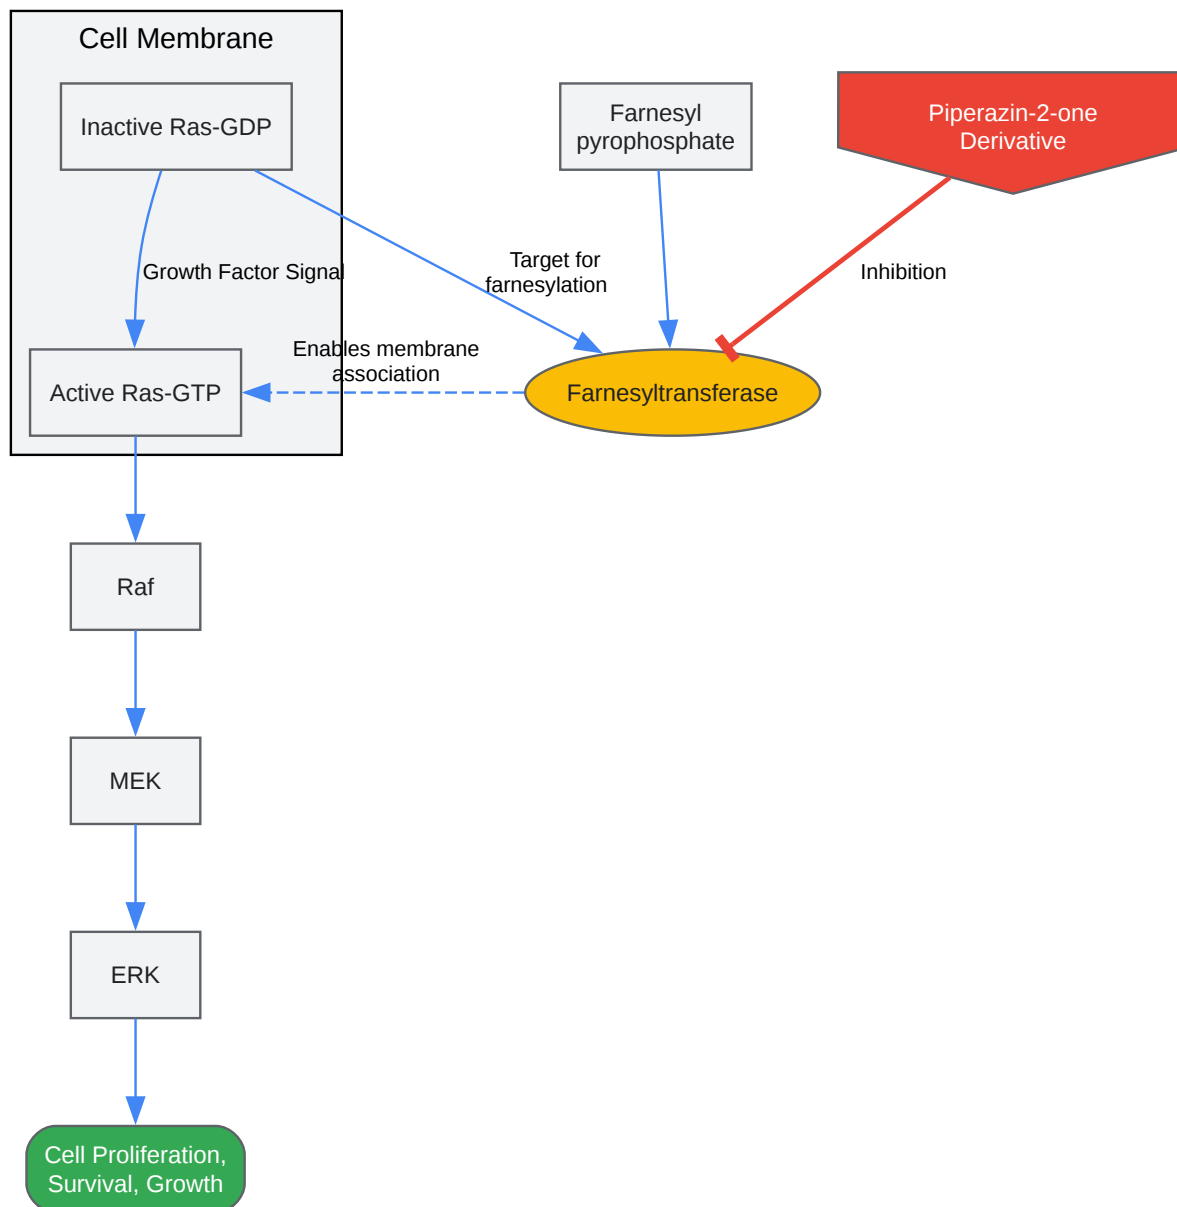 Cell Membrane
Inactive Ras-GDP
Farnesyl
pyrophosphate
Piperazin-2-one
Derivative
Growth Factor Signal
Target for
farnesylation
Inhibition
Enables membrane
association
Active Ras-GTP
Farnesyltransferase
Raf
MEK
ERK
Cell Proliferation,
Survival, Growth